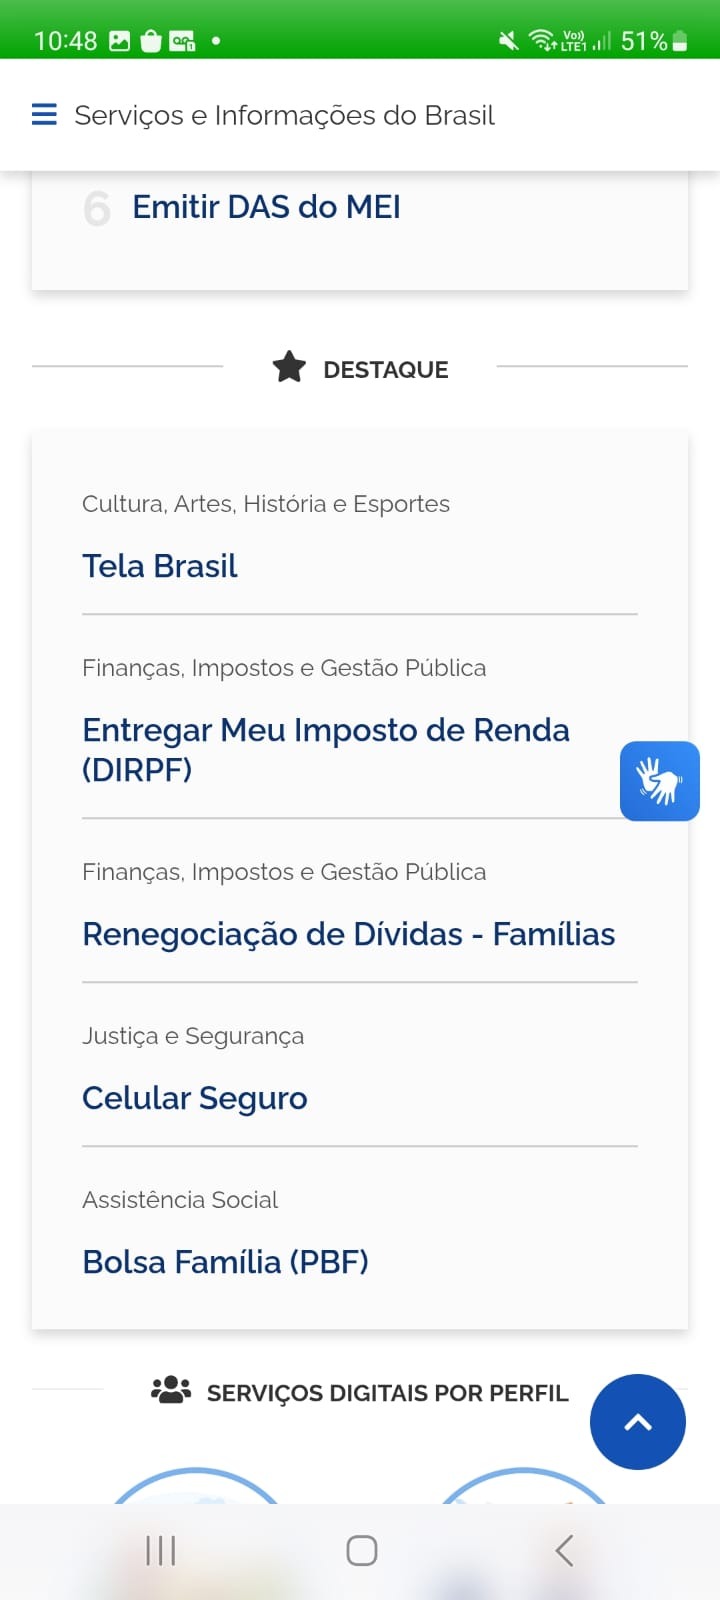 10:48
Vo))
LTE1
51%
Serviços e Informações do Brasil
6 Emitir DAS do MEI
DESTAQUE
Cultura, Artes, História e Esportes
Tela Brasil
Finanças, Impostos e Gestão Pública
Entregar Meu Imposto de Renda
(DIRPF)
Finanças, Impostos e Gestão Pública
Renegociação de Dívidas - Famílias
Justiça e Segurança
Celular Seguro
Assistência Social
Bolsa Família (PBF)
SERVIÇOS DIGITAIS POR PERFIL